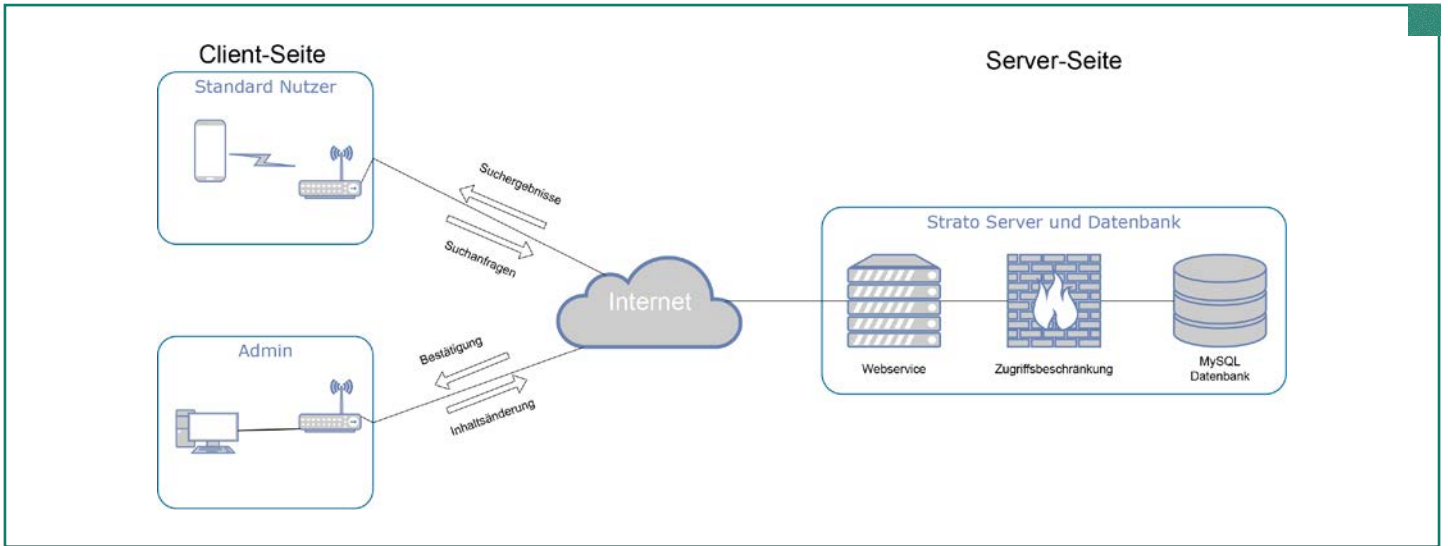 Client-Seite
Standard Nutzer
Suchergebnisse
Suchanfragen
Admin
Bestätigung
Inhaltsänderung
Internet
Server-Seite
Strato Server und Datenbank
Webservice
Zugriffsbeschränkung
MySQL
Datenbank